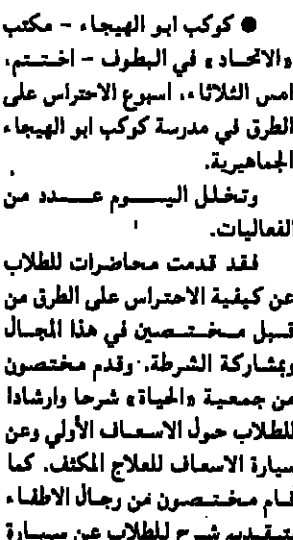 ● كوكب ابو الهيجاء - مكتب
«الاتحاد» في البطوف - اختتم،
امس الثلاثاء، اسبوع الاحتراس على
الطرق في مدرسة كوكب ابو الهيجاء
الجماهيرية.
وتخلل اليوم عدد من
الفعاليات.
فقد قدمت محاضرات للطلاب
عن كيفية الاحتراس على الطرق من
قبل مختصين في هذا المجال
وبمشاركة الشرطة. وقدم مختصون
من جمعية «الحياة» شرحا وارشادا
للطلاب حول الاسعاف الأولي وعن
سيارة الاسعاف للعلاج المكثف. كما
قام مختصون من رجال الاطفاء
بتقديم شرح للطلاب عن سيارة